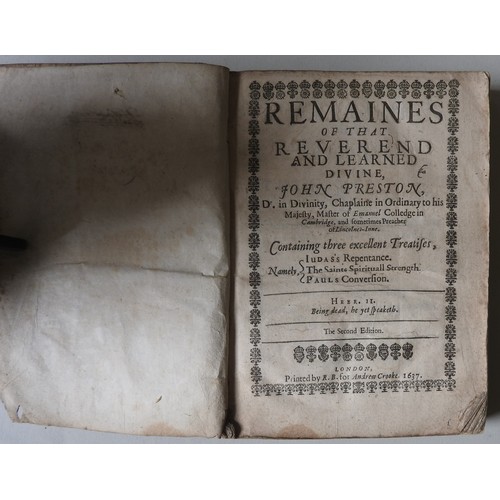 REMAINES
OF THAT
REVEREND
AND LEARNED
DIVINE,
JOHN PRESTON,
Dr. in Divinity, Chaplaine in Ordinary to his
Majesty, Master of Emanuel Colledge in
Cambridge, and sometimes Preacher
of Lincolnes-Inne.
Containing three excellent Treatises,
Namely,
Iudas's Repentance.
The Saints Spirituall Strength.
Pauls Conversion.
HEBR. II.
Being dead, he yet speaketh.
The Second Edition.
LONDON,
Printed by R.B. for Andrew Crooke. 1637.